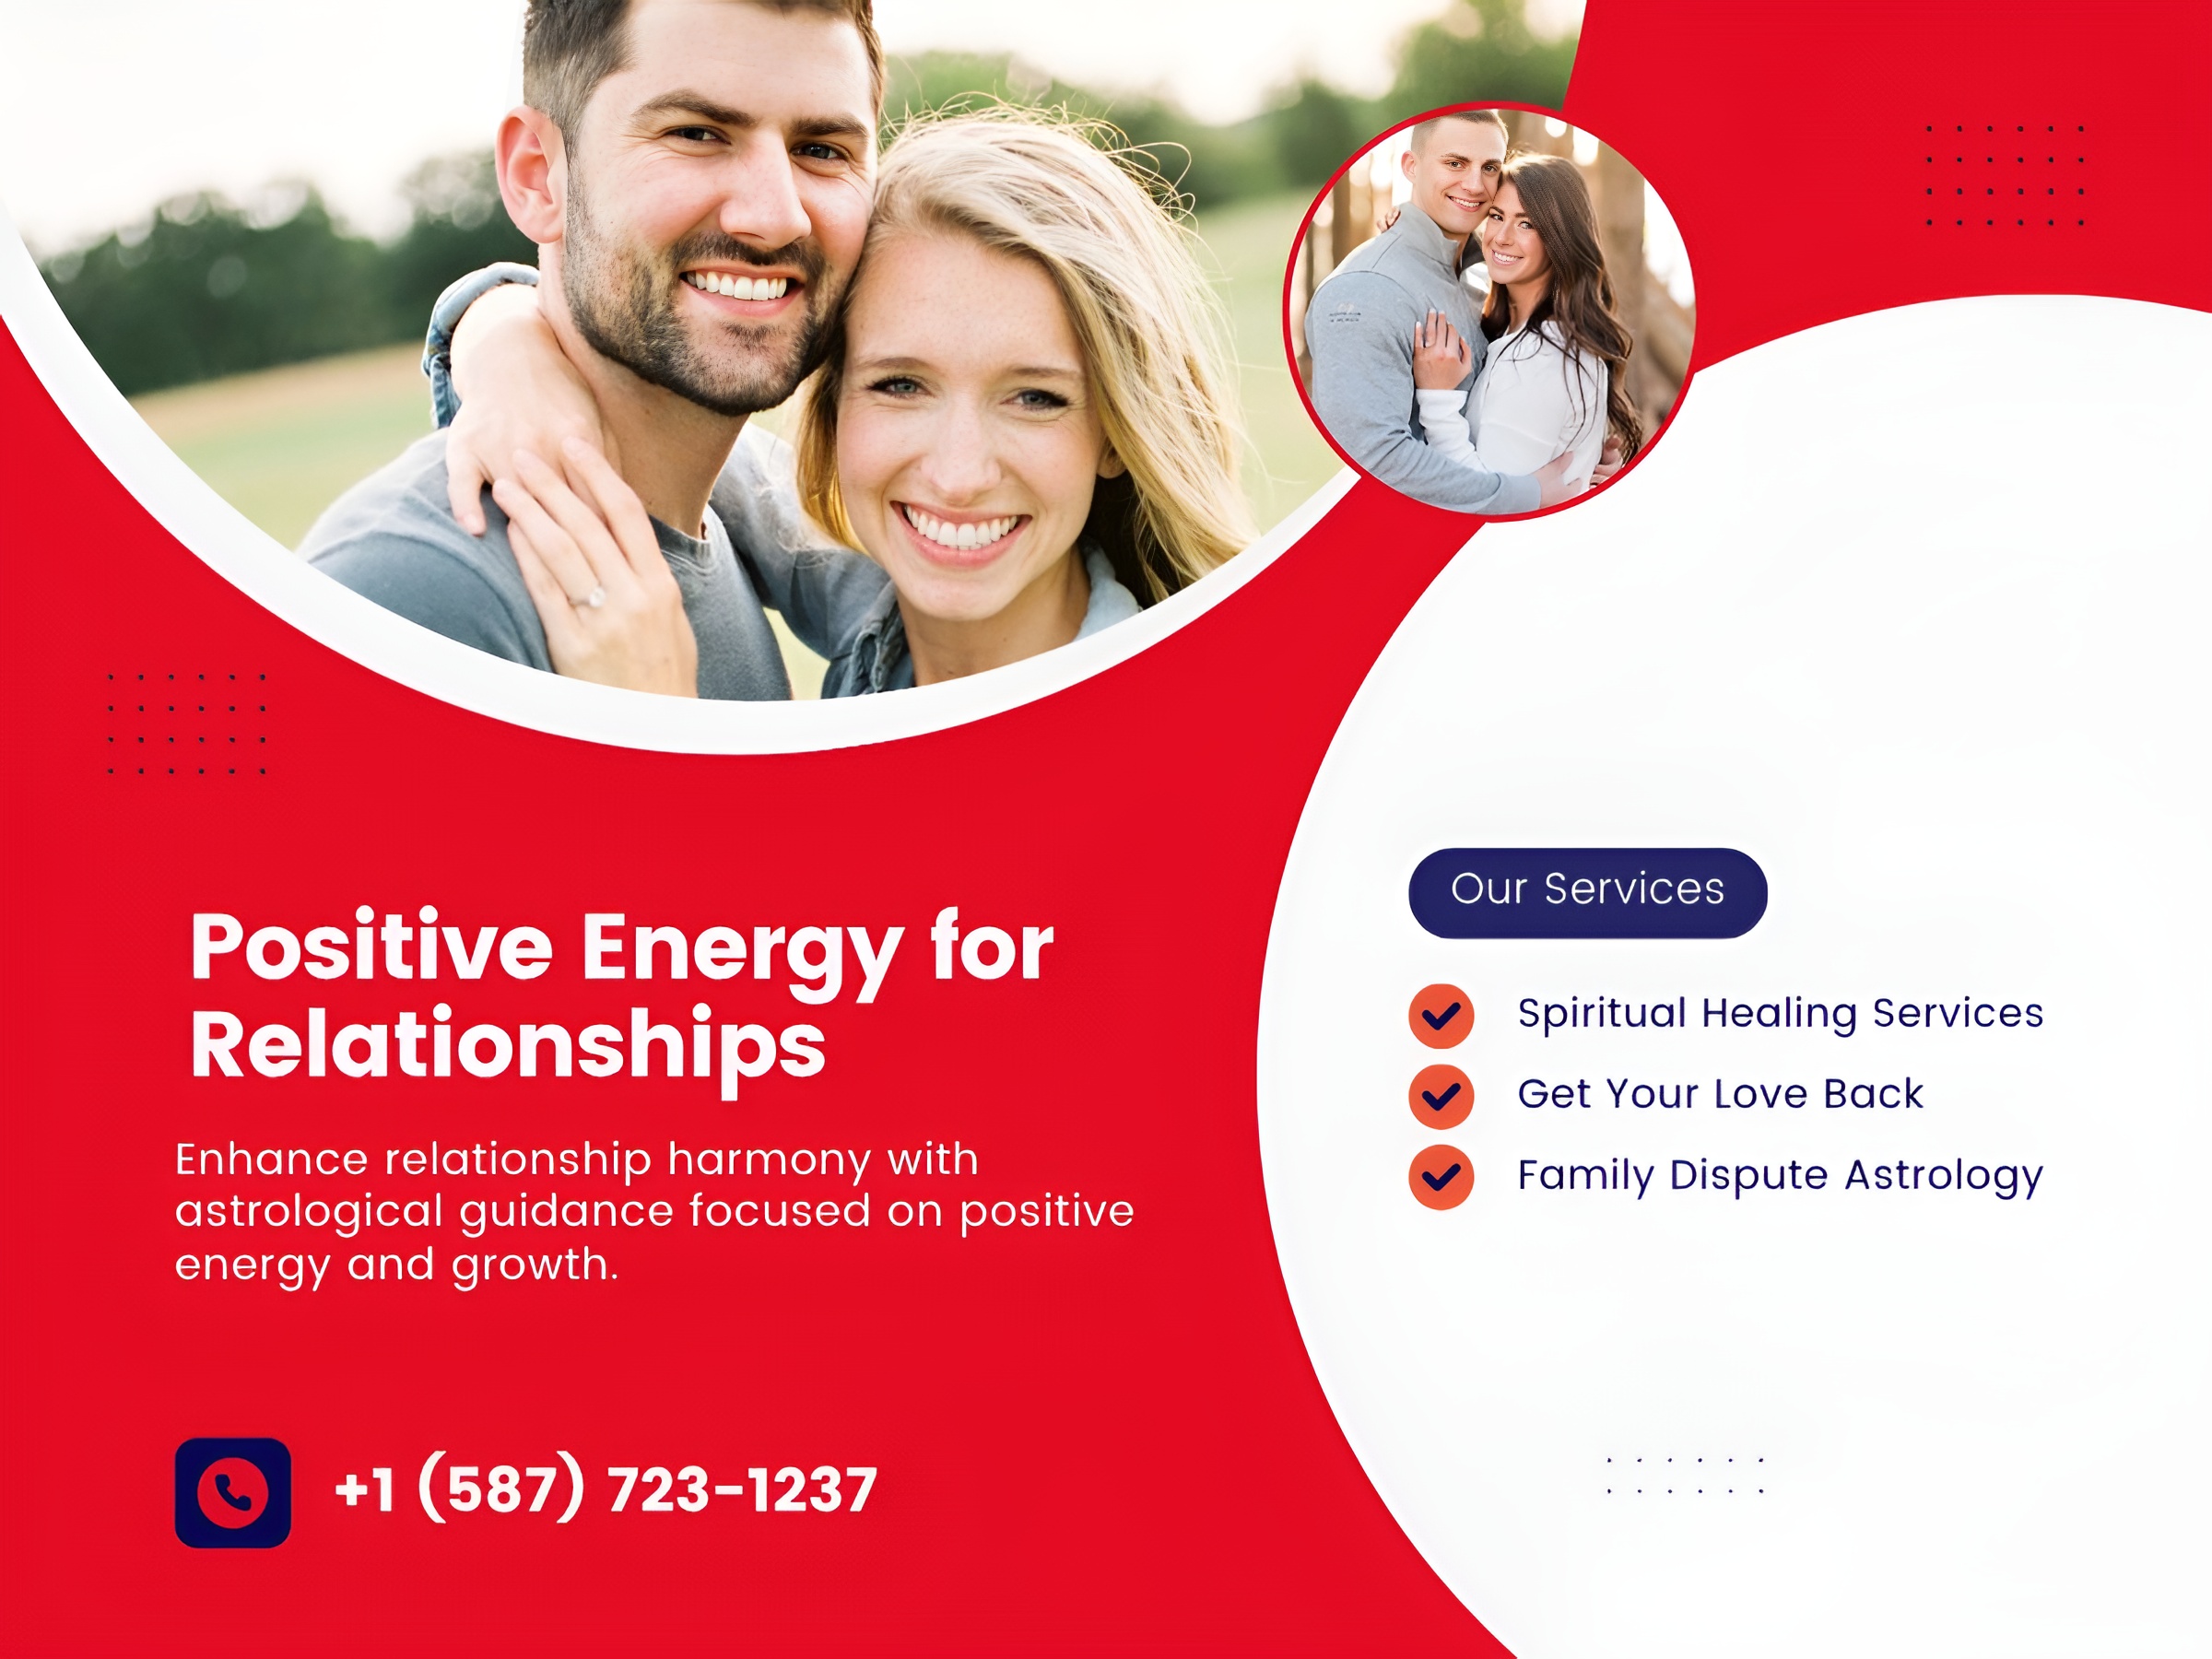 Positive Energy for
Relationships
Enhance relationship harmony with
astrological guidance focused on positive
energy and growth.
+1 (587) 723-1237
Our Services
Spiritual Healing Services
Get Your Love Back
Family Dispute Astrology